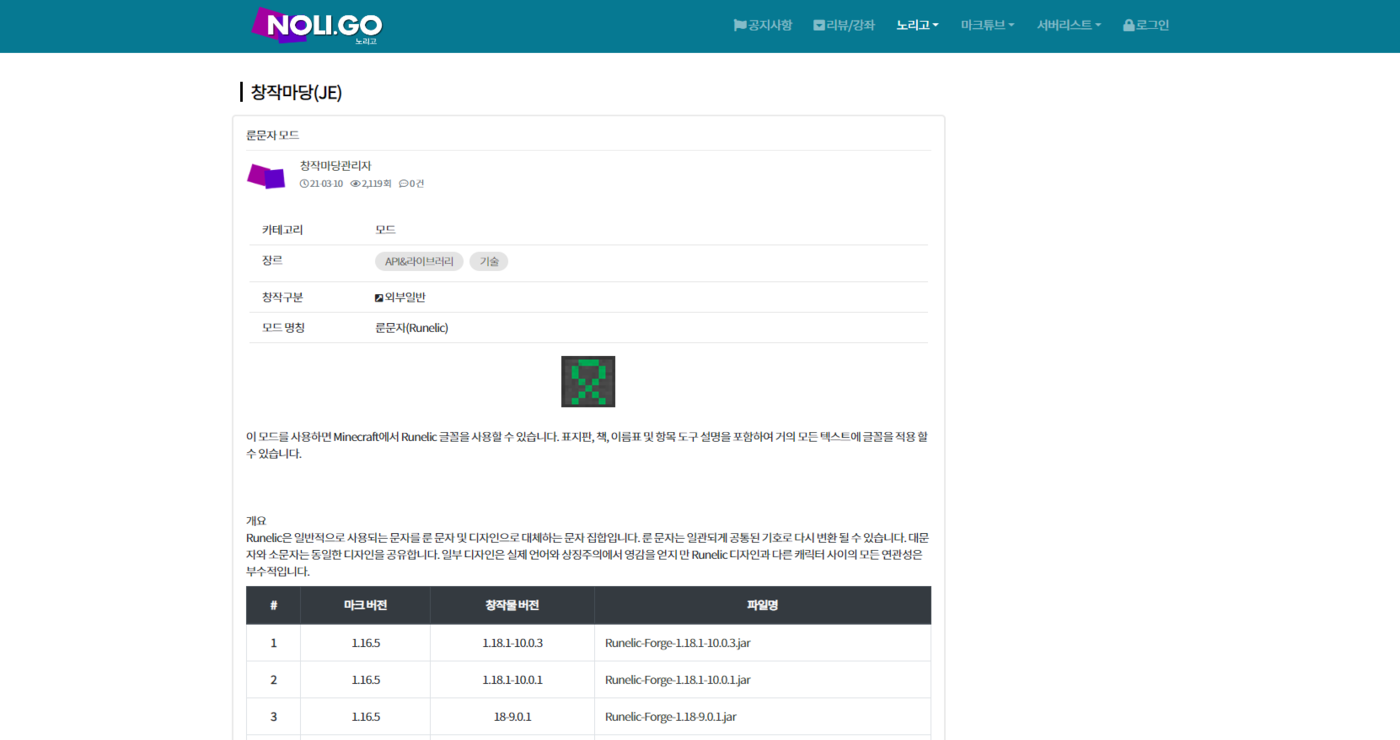 NOLI.GO
노리고
공지사항 리뷰/강좌 노리고 마크튜브 서버리스트 로그인
창작마당(JE)
룬문자 모드
창작마당관리자
21-03-10 2,119 회 0 건
카테고리 모드
장르 API&라이브러리 기술
창작구분 외부일반
모드 명칭 룬문자(Runelic)
이 모드를 사용하면 Minecraft에서 Runelic 글꼴을 사용할 수 있습니다. 표지판, 책, 이름표 및 항목 도구 설명을 포함하여 거의 모든 텍스트에 글꼴을 적용 할
수 있습니다.
개요
Runelic은 일반적으로 사용되는 문자를 룬 문자 및 디자인으로 대체하는 문자 집합입니다. 룬 문자는 일관되게 공통된 기호로 다시 변환 될 수 있습니다. 대문
자와 소문자는 동일한 디자인을 공유합니다. 일부 디자인은 실제 언어와 상징주의에서 영감을 얻지 만 Runelic 디자인과 다른 캐릭터 사이의 모든 연관성은
부수적입니다.
# 마크 버전 창작물 버전 파일명
1 1.16.5 1.18.1-10.0.3 Runelic-Forge-1.18.1-10.0.3.jar
2 1.16.5 1.18.1-10.0.1 Runelic-Forge-1.18.1-10.0.1.jar
3 1.16.5 18-9.0.1 Runelic-Forge-1.18-9.0.1.jar